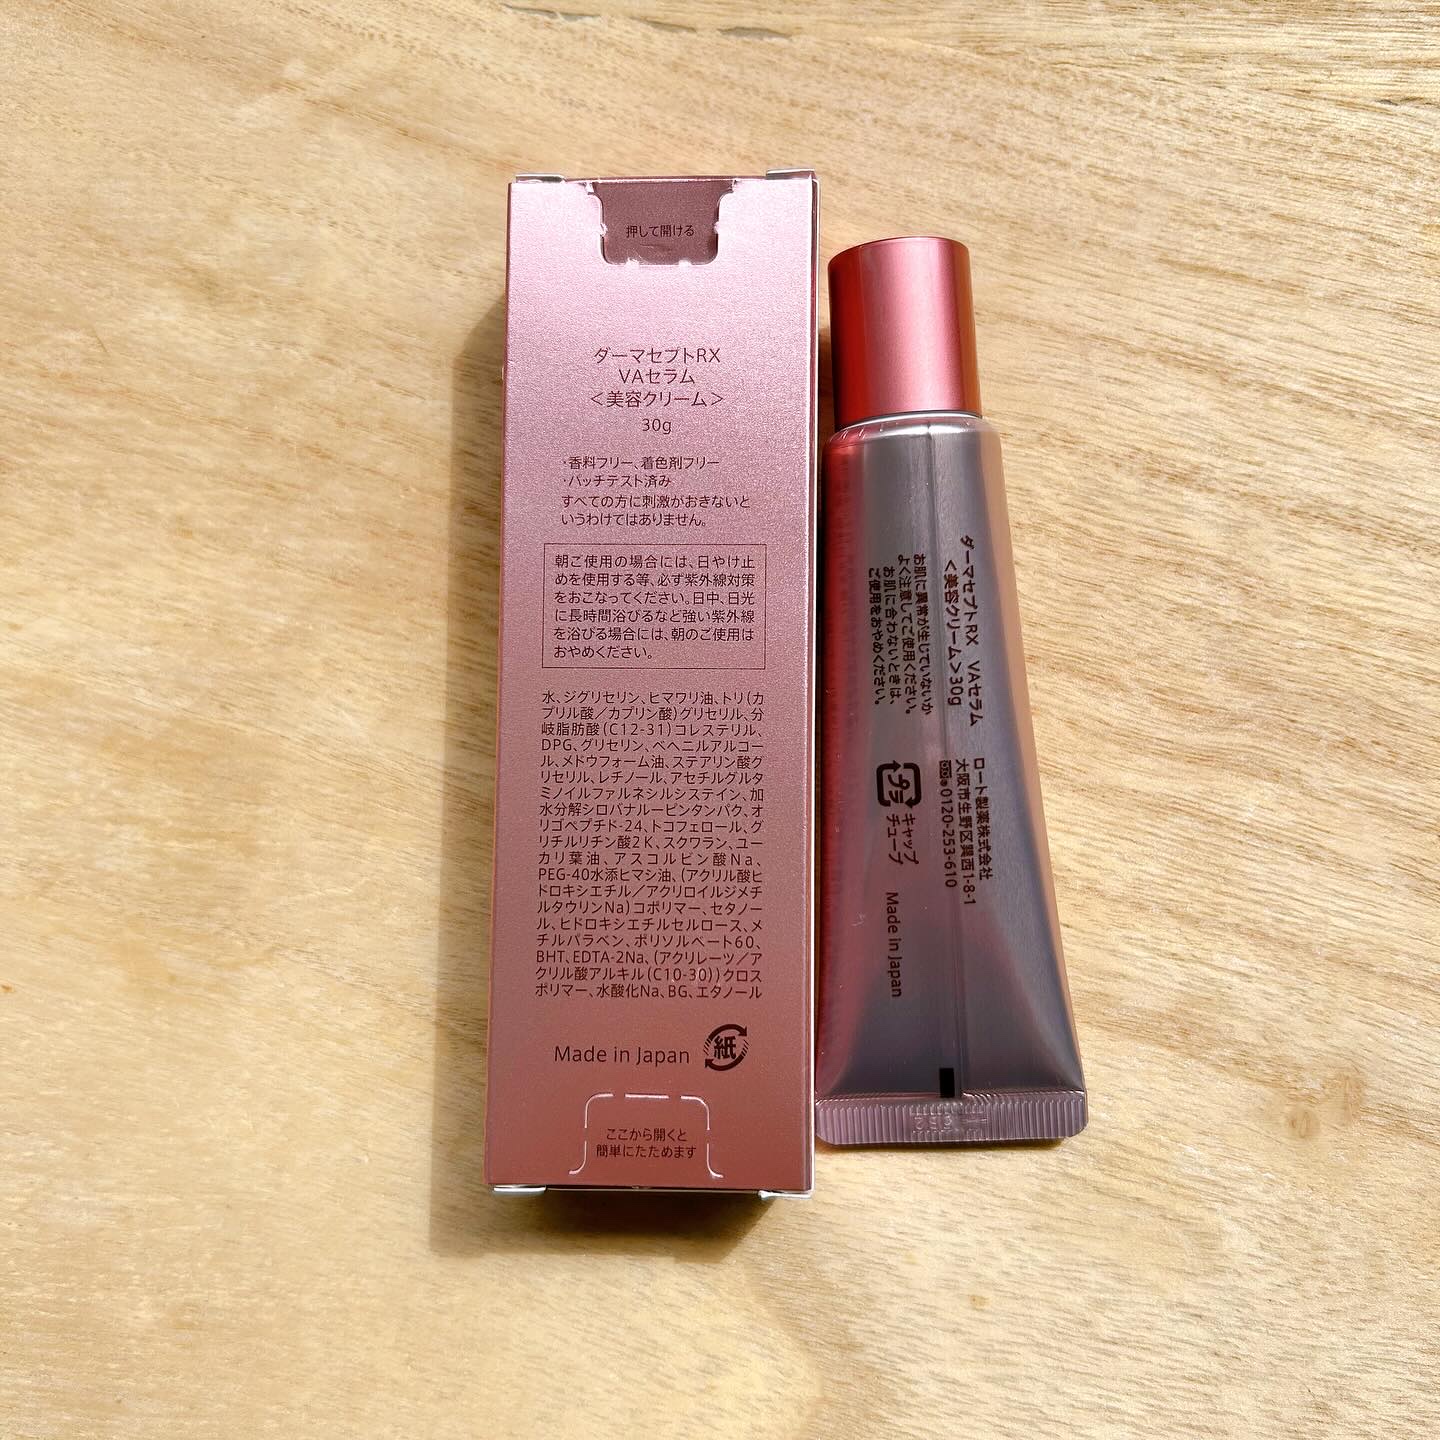 押して開ける
ダーマセプトRX
VAセラム
＜美容クリーム＞
30g
・香料フリー、着色剤フリー
・パッチテスト済み
すべての方に刺激がおきないと
いうわけではありません。
朝ご使用の場合には、日やけ止
めを使用する等、必ず紫外線対策
をおこなってください。日中、日光
に長時間浴びるなど強い紫外線
を浴びる場合には、朝のご使用は
おやめください。
水、ジグリセリン、ヒマワリ油、トリ（カ
プリル酸／カプリン酸）グリセリル、分
岐脂肪酸（C12-31）コレステリル、
DPG、グリセリン、ベヘニルアルコー
ル、メドウフォーム油、ステアリン酸グ
リセリル、レチノール、アセチルグルタ
ミノイルファルネシルシステイン、加
水分解シロバナルーピンタンパク、オ
リゴペプチド-24、トコフェロール、グ
リチルリチン酸2K、スクワラン、ユー
カリ葉油、アスコルビン酸Na、
PEG-40水添ヒマシ油、（アクリル酸ヒ
ドロキシエチル／アクリロイルジメチ
ルタウリンNa）コポリマー、セタノー
ル、ヒドロキシエチルセルロース、メ
チルパラベン、ポリソルベート60、
BHT、EDTA-2Na、（アクリレーツ／ア
クリル酸アルキル（C10-30））クロス
ポリマー、水酸化Na、BG、エタノール
Made in Japan
紙
ここから開くと
簡単にたためます
ダーマセプトRX VAセラム
＜美容クリーム＞30g
お肌に異常が生じていないか
よく注意してご使用ください。
お肌に合わないときは、
ご使用をおやめください。
ロート製薬株式会社
大阪市生野区巽西1-8-1
0120-253-610
プラ
キャップ
チューブ
Made in Japan